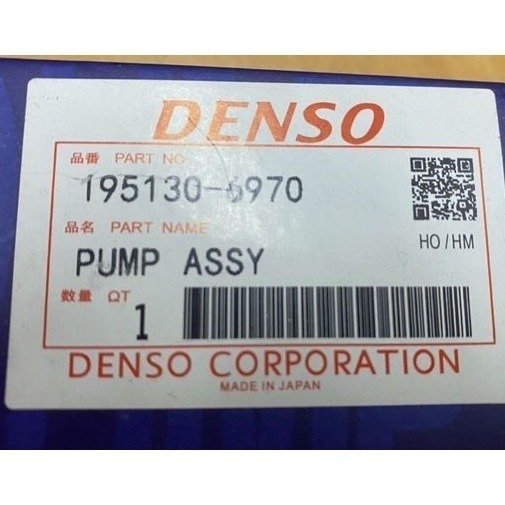 DENSO
品番 PART NO
195130-6970
品名 PART NAME
HO/HM
PUMP ASSY
数量 QT
1
DENSO CORPORATION
MADE IN JAPAN